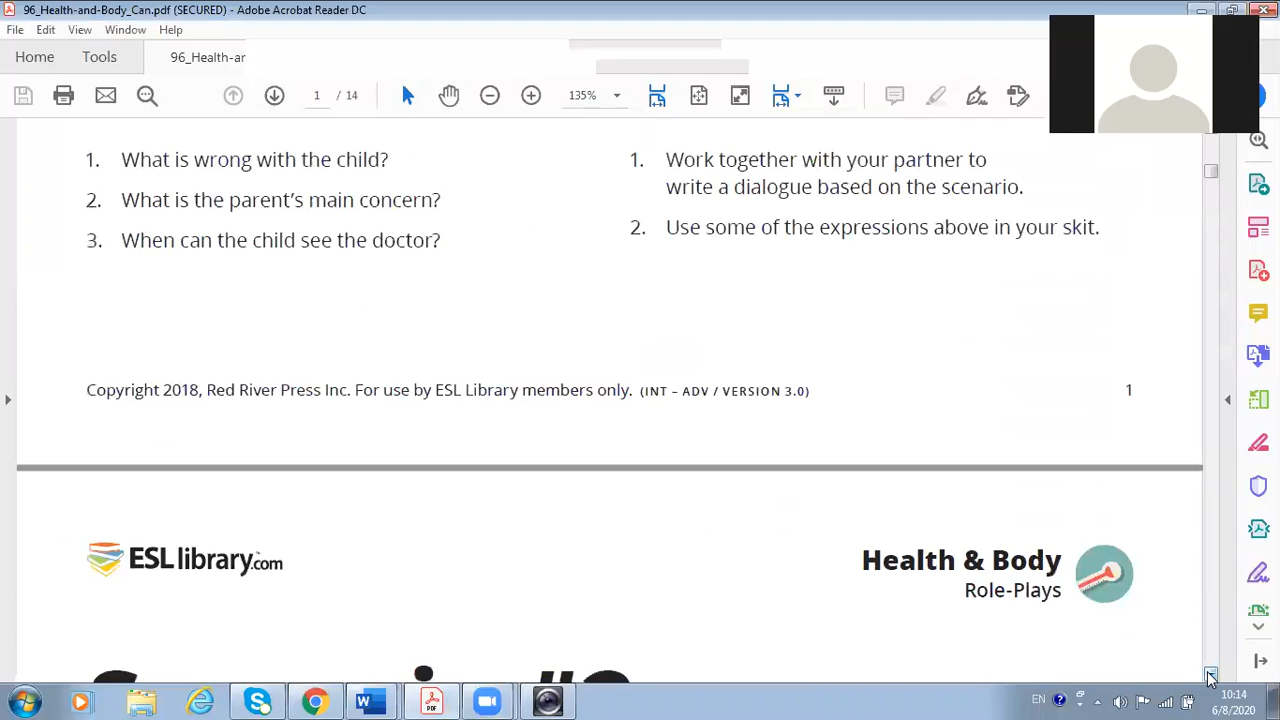 96_Health-and-Body_Can.pdf (SECURED) - Adobe Acrobat Reader DC
File Edit View Window Help
Home Tools 96_Health-ar
1 / 14 135%
1. What is wrong with the child?
2. What is the parent's main concern?
3. When can the child see the doctor?
1. Work together with your partner to
write a dialogue based on the scenario.
2. Use some of the expressions above in your skit.
Copyright 2018, Red River Press Inc. For use by ESL Library members only. (INT – ADV / VERSION 3.0) 1
ESLlibrary.com
Health & Body
Role-Plays
EN 10:14
6/8/2020